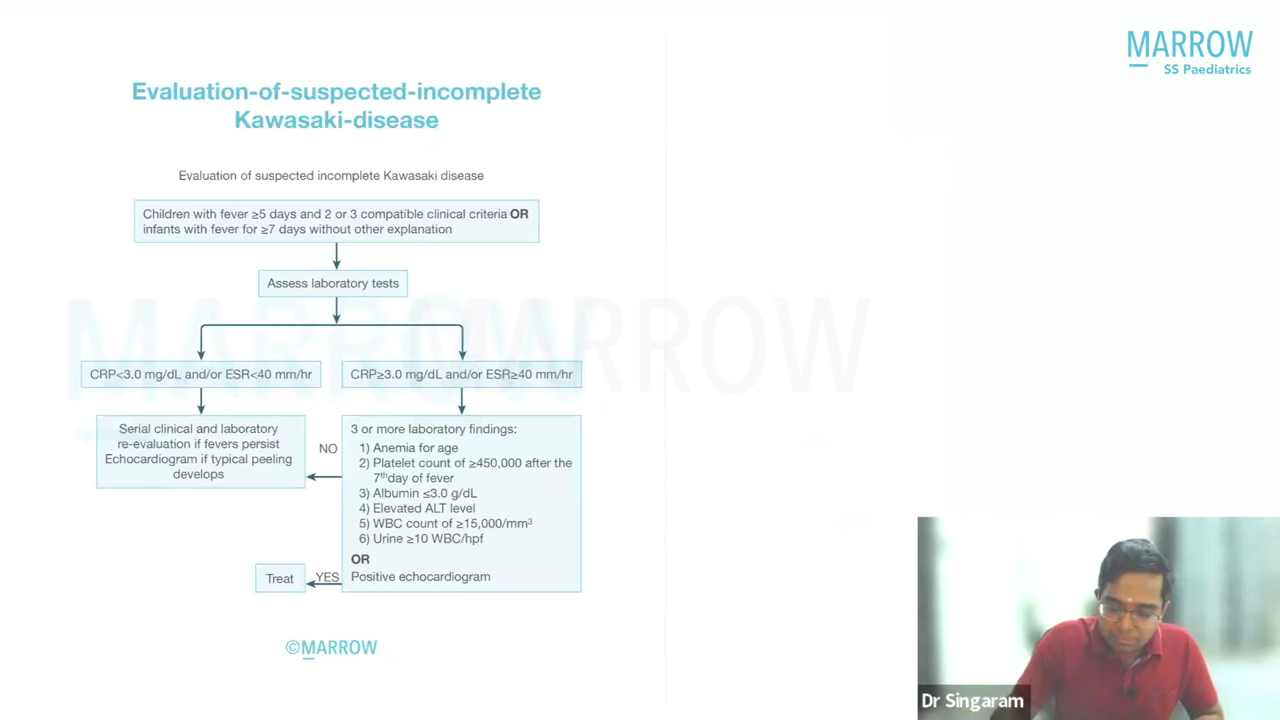 MARROW
SS Paediatrics
Evaluation-of-suspected-incomplete
Kawasaki-disease
Evaluation of suspected incomplete Kawasaki disease
Children with fever ≥5 days and 2 or 3 compatible clinical criteria OR
infants with fever for ≥7 days without other explanation
Assess laboratory tests
CRP<3.0 mg/dL and/or ESR<40 mm/hr
CRP≥3.0 mg/dL and/or ESR≥40 mm/hr
Serial clinical and laboratory
re-evaluation if fevers persist
Echocardiogram if typical peeling
develops
NO
3 or more laboratory findings:
1) Anemia for age
2) Platelet count of ≥450,000 after the
7thday of fever
3) Albumin ≤3.0 g/dL
4) Elevated ALT level
5) WBC count of ≥15,000/mm³
6) Urine ≥10 WBC/hpf
OR
Positive echocardiogram
YES
Treat
©MARROW
MARROW
MARROW
Dr Singaram